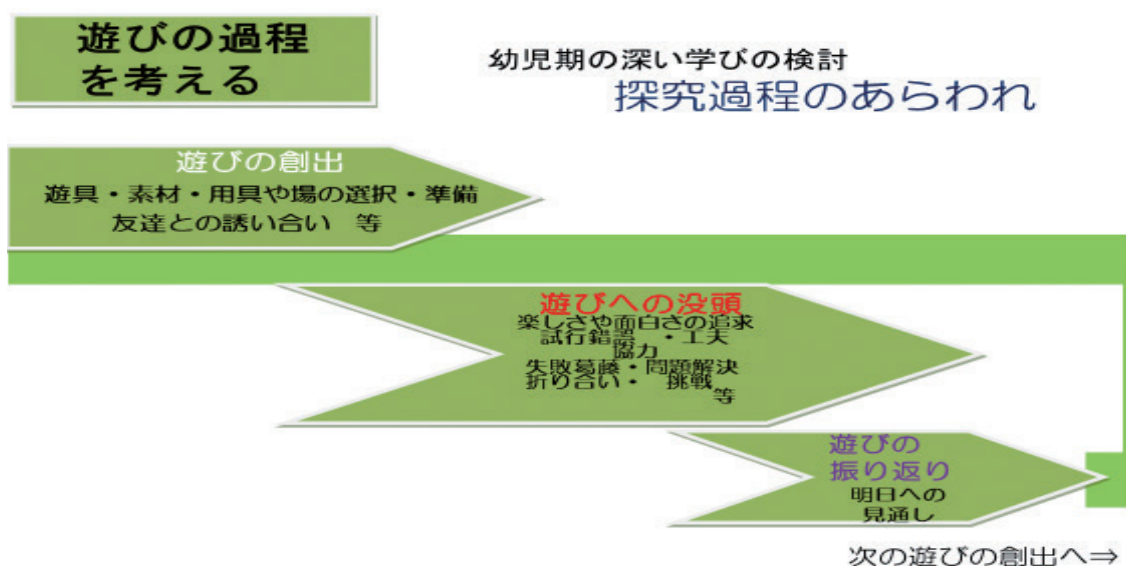 遊びの過程
を考える
幼児期の深い学びの検討
探究過程のあらわれ
遊びの創出
遊具・素材・用具や場の選択・準備
友達との誘い合い　等
遊びへの没頭
楽しさや面白さの追求
試行錯誤　・工夫
協力
失敗葛藤・問題解決
折り合い・　挑戦
等
遊びの
振り返り
明日への
見通し
次の遊びの創出へ⇒